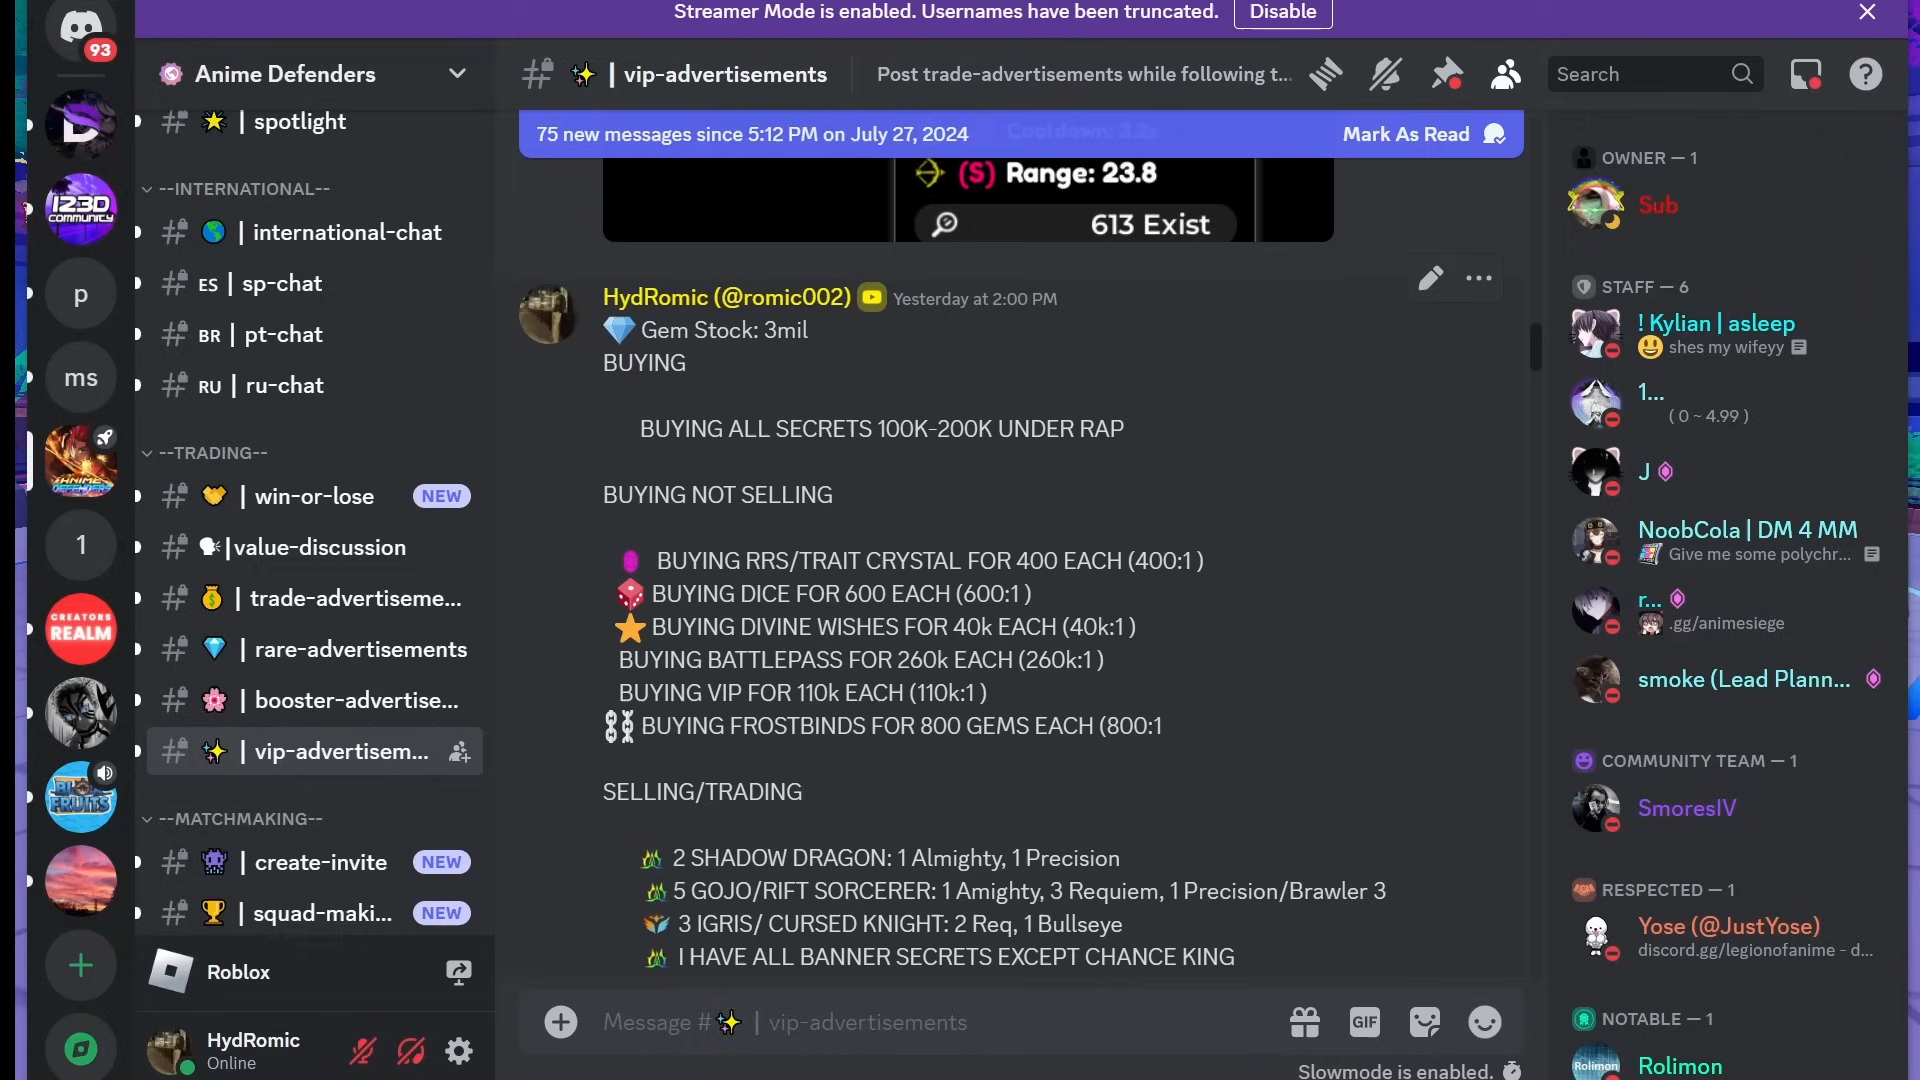 Streamer Mode is enabled. Usernames have been truncated.
Disable
93
Anime Defenders
| vip-advertisements
Post trade-advertisements while following t...
Search
| spotlight
75 new messages since 5:12 PM on July 27, 2024
Mark As Read
Cooldown: 3.2s
(S) Range: 23.8
613 Exist
--INTERNATIONAL--
| international-chat
ES | sp-chat
BR | pt-chat
RU | ru-chat
--TRADING--
| win-or-lose
NEW
|value-discussion
| trade-advertiseme...
| rare-advertisements
| booster-advertise...
| vip-advertisem...
--MATCHMAKING--
| create-invite
NEW
| squad-maki...
NEW
Roblox
HydRomic
Online
D
123D
COMMUNITY
p
ms
ANIME
DEFENDERS
1
CREATORS
REALM
FRUITS
HydRomic (@romic002)
Yesterday at 2:00 PM
Gem Stock: 3mil
BUYING
BUYING ALL SECRETS 100K-200K UNDER RAP
BUYING NOT SELLING
BUYING RRS/TRAIT CRYSTAL FOR 400 EACH (400:1 )
BUYING DICE FOR 600 EACH (600:1 )
BUYING DIVINE WISHES FOR 40k EACH (40k:1 )
BUYING BATTLEPASS FOR 260k EACH (260k:1 )
BUYING VIP FOR 110k EACH (110k:1 )
BUYING FROSTBINDS FOR 800 GEMS EACH (800:1
SELLING/TRADING
2 SHADOW DRAGON: 1 Almighty, 1 Precision
5 GOJO/RIFT SORCERER: 1 Amighty, 3 Requiem, 1 Precision/Brawler 3
3 IGRIS/ CURSED KNIGHT: 2 Req, 1 Bullseye
I HAVE ALL BANNER SECRETS EXCEPT CHANCE KING
Message # | vip-advertisements
GIF
Slowmode is enabled.
OWNER — 1
Sub
STAFF — 6
! Kylian | asleep
shes my wifeyy
1...
( 0 ~ 4.99 )
J
NoobCola | DM 4 MM
Give me some polychr...
r...
.gg/animesiege
smoke (Lead Plann...
COMMUNITY TEAM — 1
SmoresIV
RESPECTED — 1
Yose (@JustYose)
discord.gg/legionofanime - d...
NOTABLE — 1
Rolimon
Rolimon